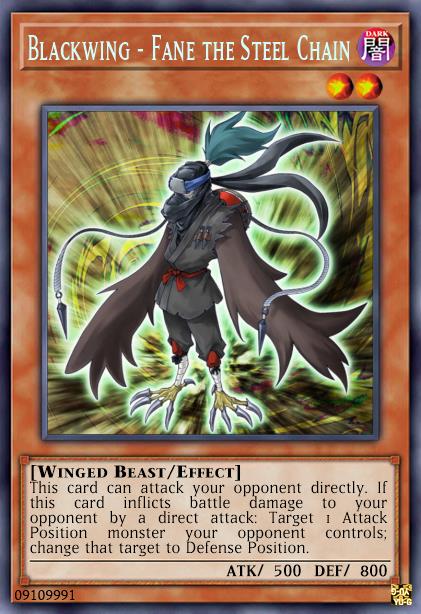 Blackwing - Fane the Steel Chain
DARK
闇
[Winged Beast/Effect]
This card can attack your opponent directly. If
this card inflicts battle damage to your
opponent by a direct attack: Target 1 Attack
Position monster your opponent controls;
change that target to Defense Position.
ATK/ 500 DEF/ 800
09109991